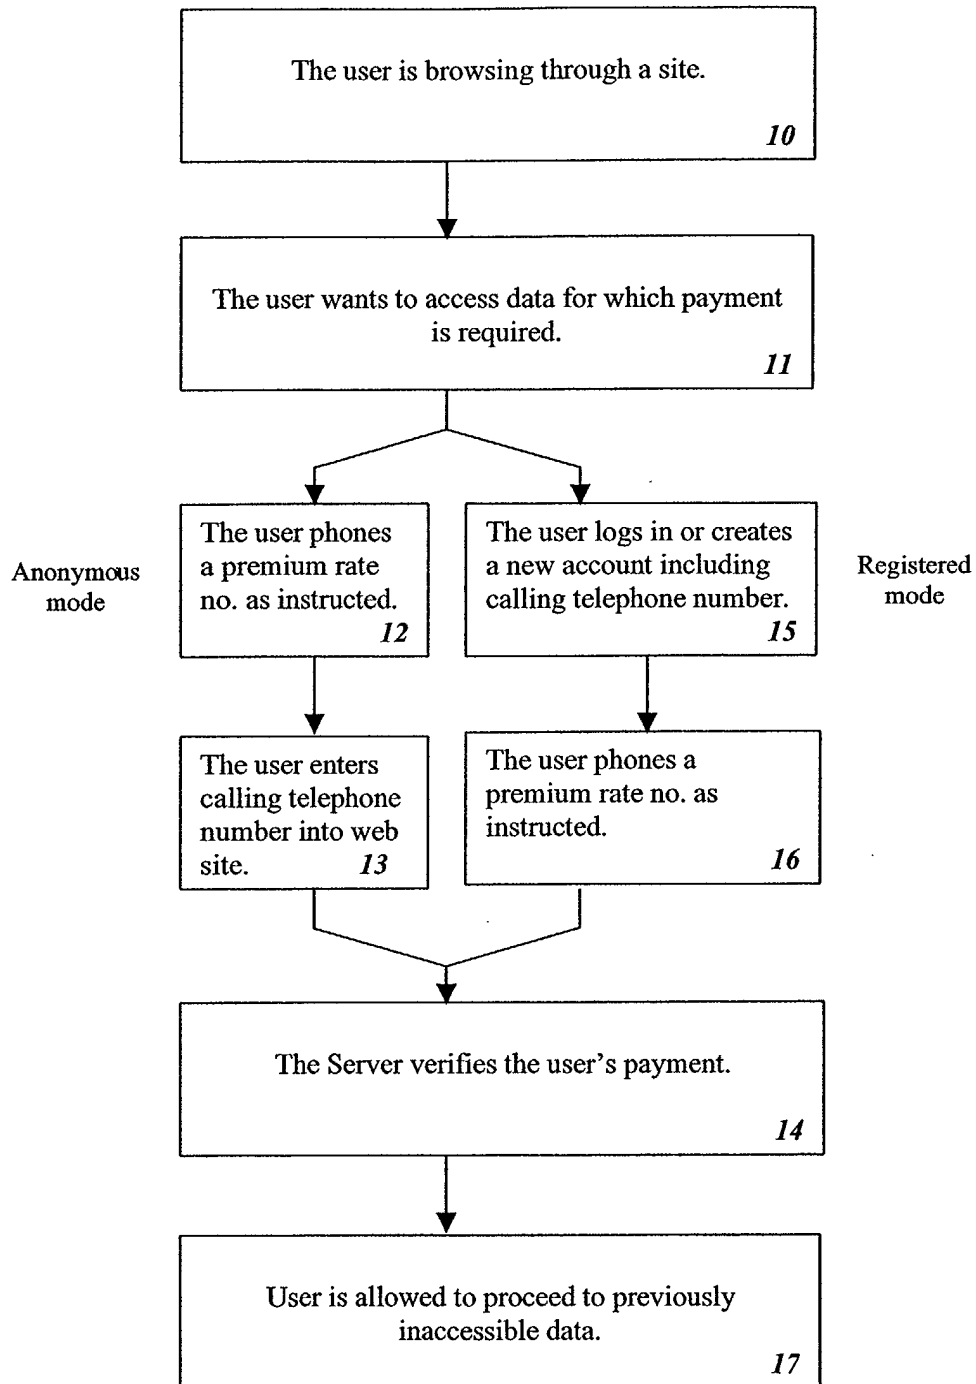 The user is browsing through a site.
10
The user wants to access data for which payment
is required.
11
Anonymous
mode
The user phones
a premium rate
no. as instructed.
12
The user logs in or creates
a new account including
calling telephone number.
15
Registered
mode
The user enters
calling telephone
number into web
site. 13
The user phones a
premium rate no. as
instructed.
16
The Server verifies the user's payment.
14
User is allowed to proceed to previously
inaccessible data.
17